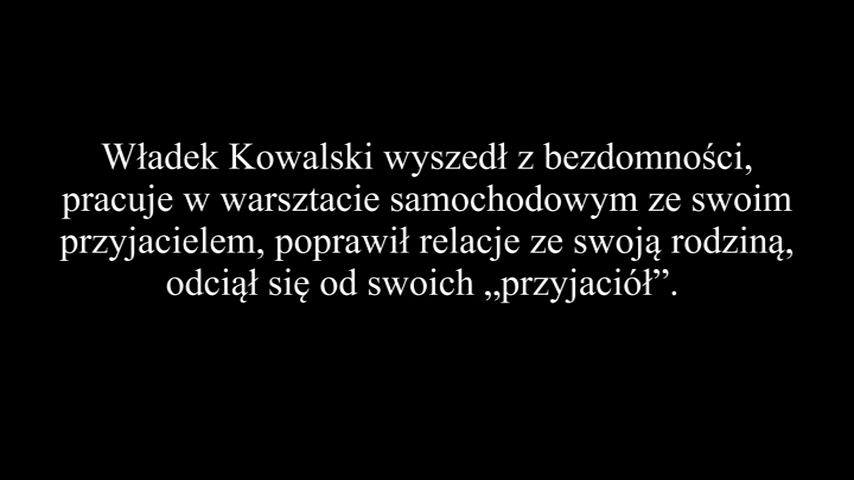 Władek Kowalski wyszedł z bezdomności,
pracuje w warsztacie samochodowym ze swoim
przyjacielem, poprawił relacje ze swoją rodziną,
odciął się od swoich „przyjaciół”.